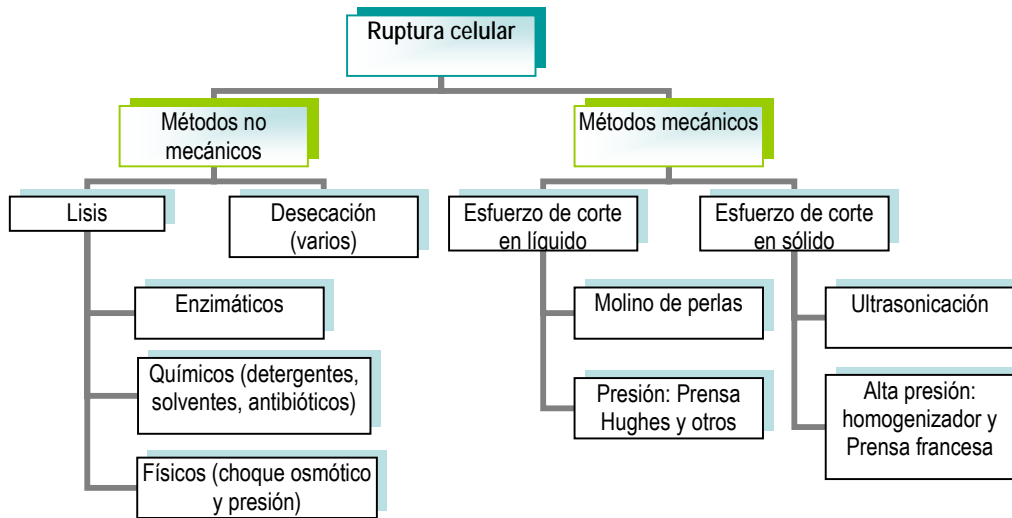 Ruptura celular
Métodos no
mecánicos
Métodos mecánicos
Lisis
Desecación
(varios)
Esfuerzo de corte
en líquido
Esfuerzo de corte
en sólido
Enzimáticos
Químicos (detergentes,
solventes, antibióticos)
Físicos (choque osmótico
y presión)
Molino de perlas
Presión: Prensa
Hughes y otros
Ultrasonicación
Alta presión:
homogenizador y
Prensa francesa